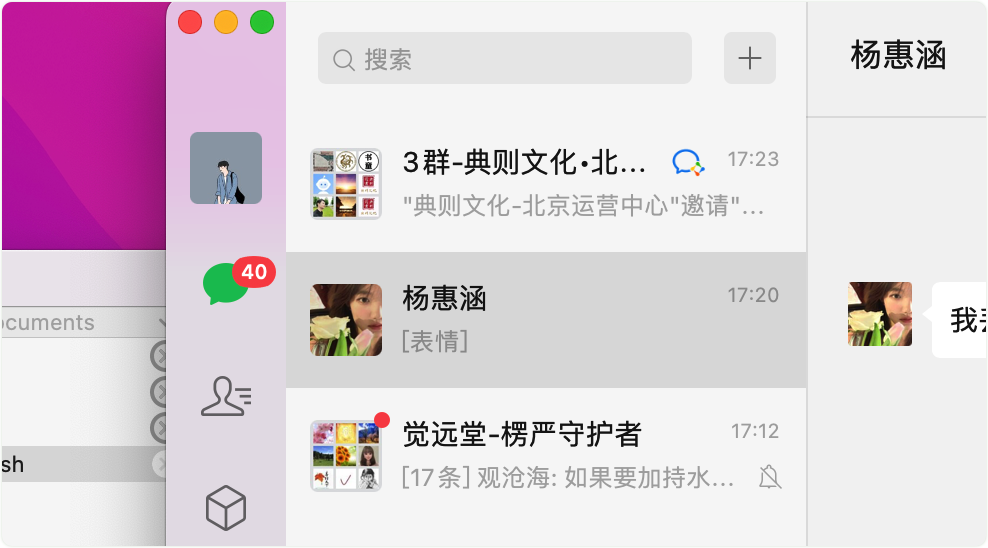 搜索
杨惠涵
3群-典则文化•北...
17:23
"典则文化-北京运营中心"邀请"...
40
杨惠涵
17:20
[表情]
我
ocuments
觉远堂-楞严守护者
17:12
[17条] 观沧海: 如果要加持水...
sh